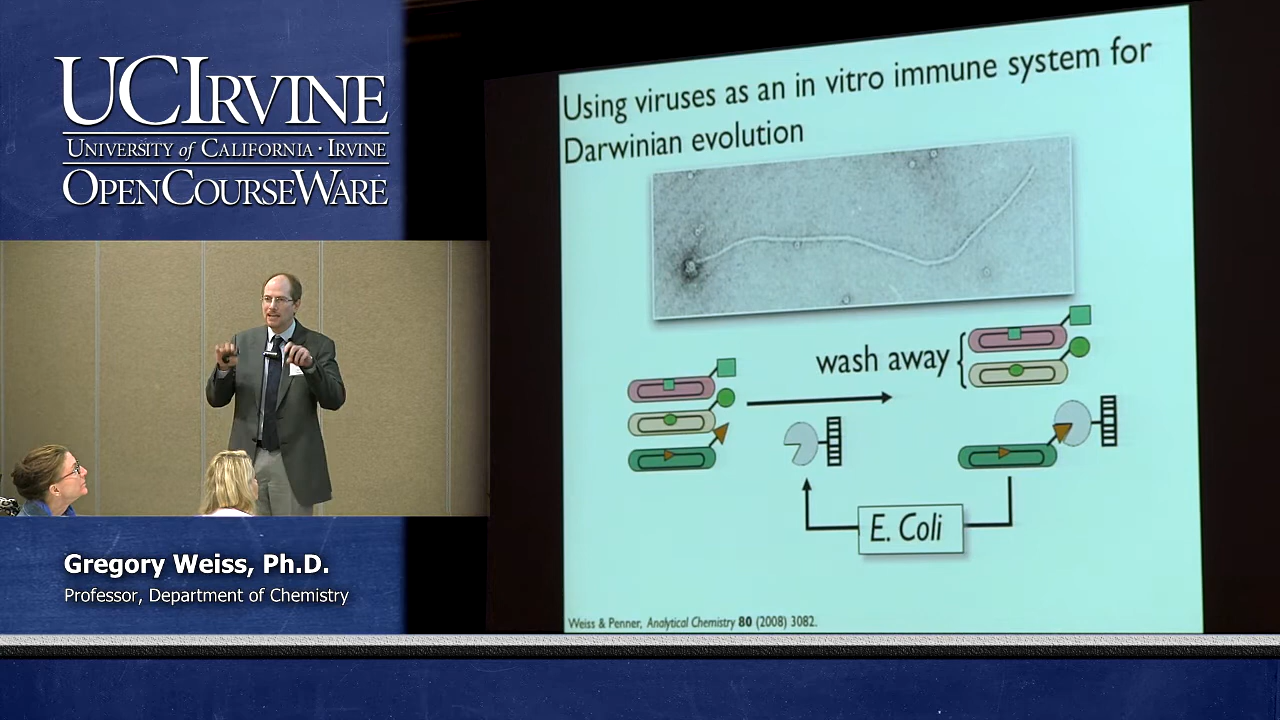 UCIRVINE
UNIVERSITY of CALIFORNIA · IRVINE
OPENCOURSEWARE
Gregory Weiss, Ph.D.
Professor, Department of Chemistry
Using viruses as an in vitro immune system for
Darwinian evolution
wash away
E. Coli
Weiss & Penner, Analytical Chemistry 80 (2008) 3082.